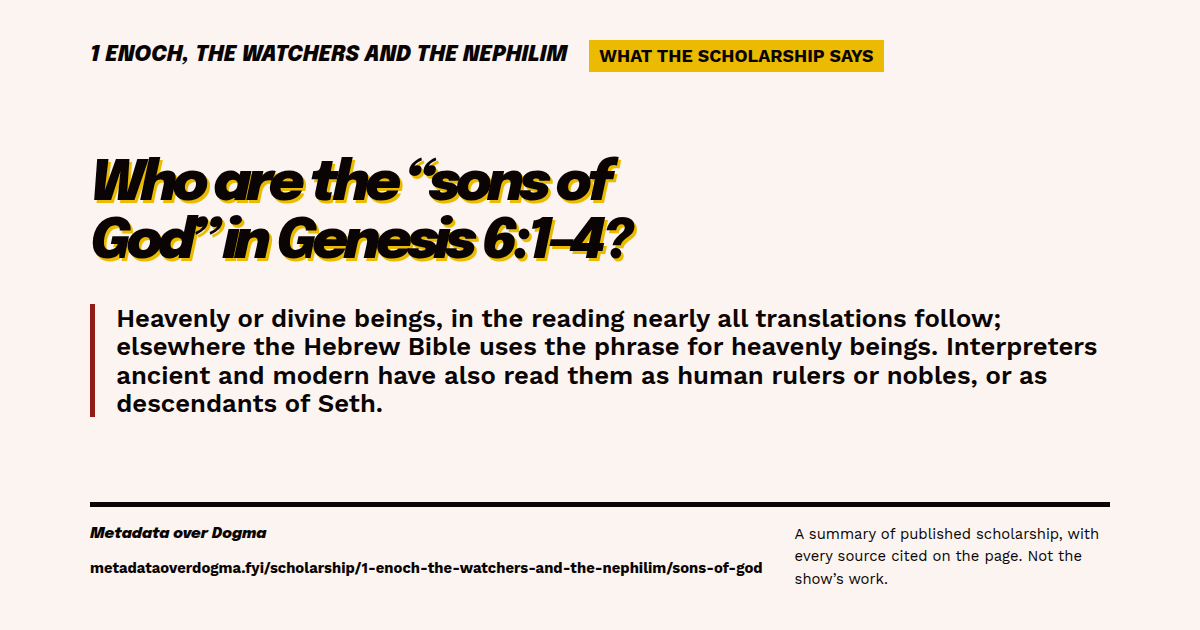 1 ENOCH, THE WATCHERS AND THE NEPHILIM
WHAT THE SCHOLARSHIP SAYS
Who are the “sons of
God” in Genesis 6:1–4?
Heavenly or divine beings, in the reading nearly all translations follow;
elsewhere the Hebrew Bible uses the phrase for heavenly beings. Interpreters
ancient and modern have also read them as human rulers or nobles, or as
descendants of Seth.
Metadata over Dogma
metadataoverdogma.fyi/scholarship/1-enoch-the-watchers-and-the-nephilim/sons-of-god
A summary of published scholarship, with
every source cited on the page. Not the
show’s work.